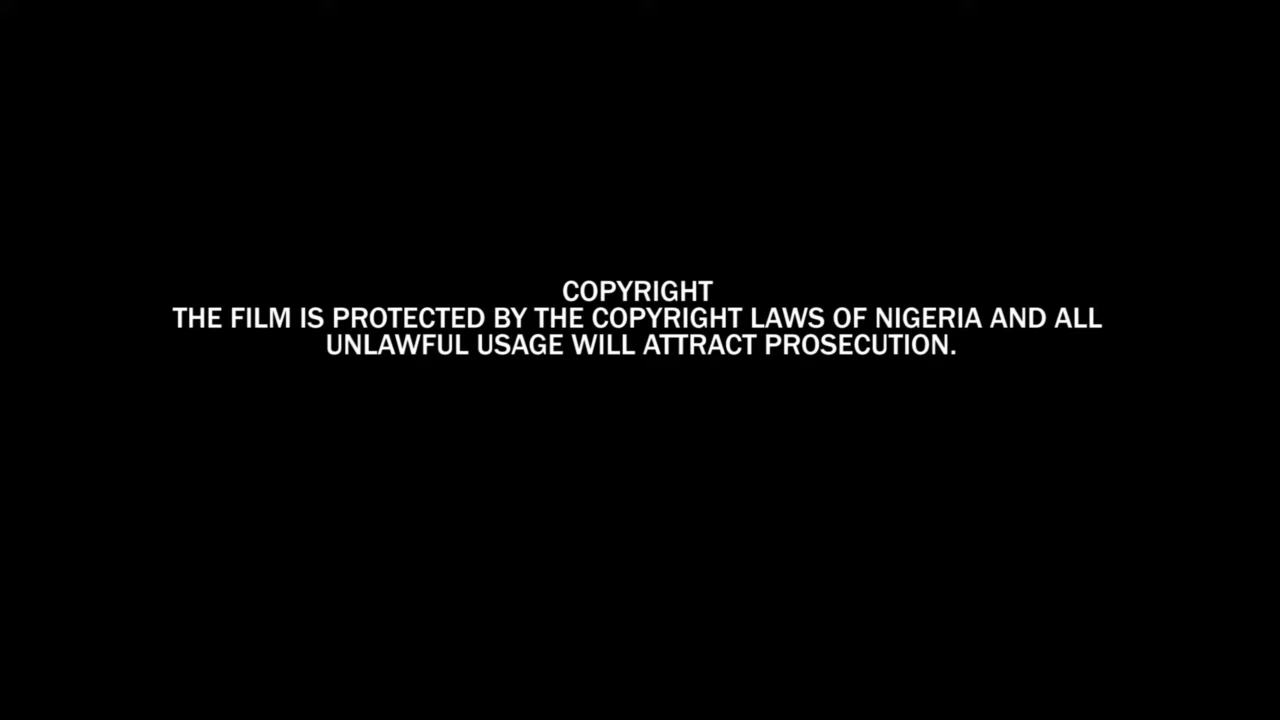 COPYRIGHT
THE FILM IS PROTECTED BY THE COPYRIGHT LAWS OF NIGERIA AND ALL
UNLAWFUL USAGE WILL ATTRACT PROSECUTION.